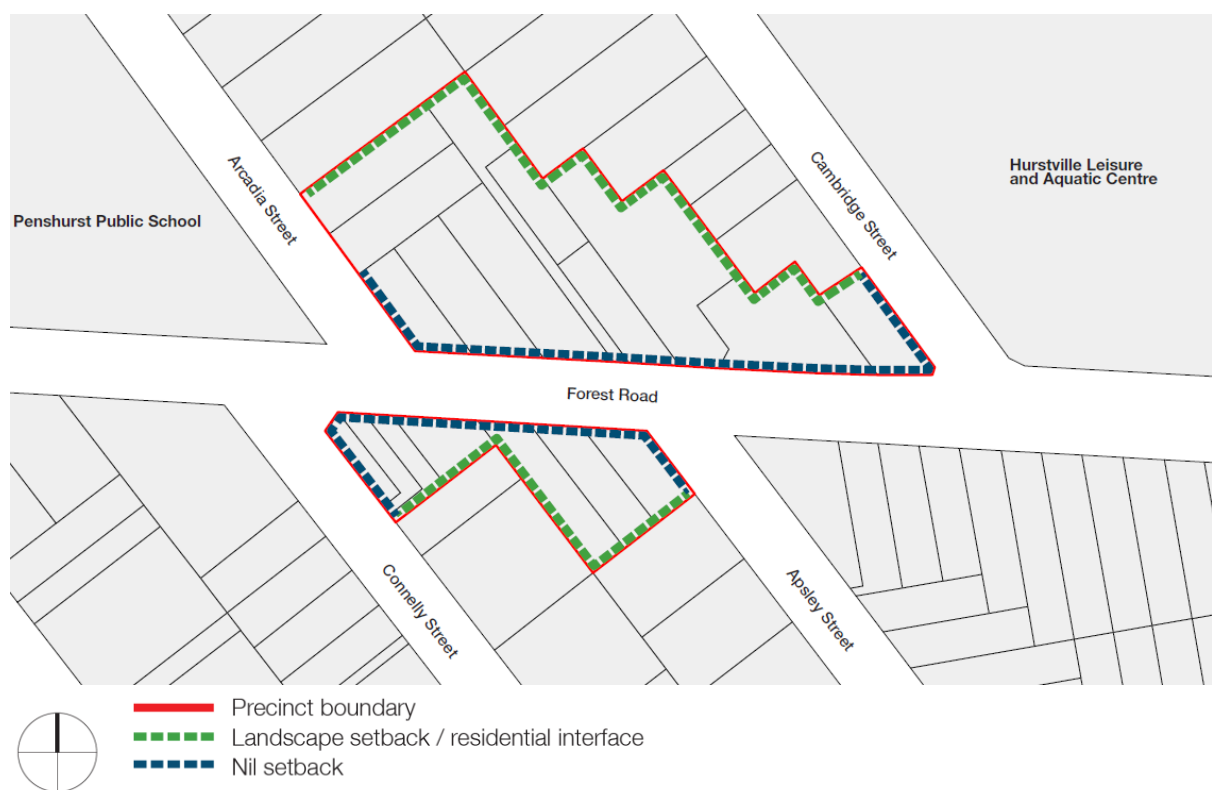 Arcadia Street
Cambridge Street
Hurstville Leisure
and Aquatic Centre
Penshurst Public School
Forest Road
Connelly Street
Apsley Street
Precinct boundary
Landscape setback / residential interface
Nil setback